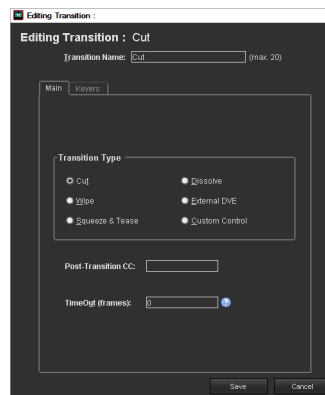 Editing Transition :
Editing Transition : Cut
Transition Name: Cut (max. 20)
Main Keyers
Transition Type
Cut Dissolve
Wipe External DVE
Squeeze & Tease Custom Control
Post-Transition CC:
TimeOut (frames): 0 ?
Save Cancel